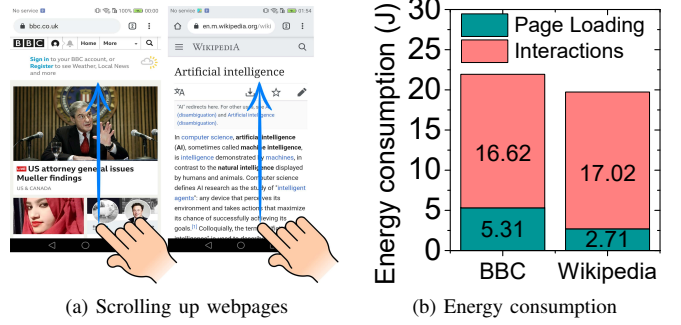 No service 100% 00:00
bbc.co.uk
BBC Home More
Sign in to your BBC account, or
Register to see Weather, Local News
and more
LIVE US attorney general issues
Mueller findings
US & CANADA
No service 01:54
en.m.wikipedia.org/wiki
WIKIPEDIA
Artificial intelligence
"AI" redirects here. For other uses, see AI
(disambiguation) and Artificial intelligence
(disambiguation).
In computer science, artificial intelligence
(AI), sometimes called machine intelligence,
is intelligence demonstrated by machines, in
contrast to the natural intelligence displayed
by humans and animals. Computer science
defines AI research as the study of "intelligent
agents": any device that perceives its
environment and takes actions that maximize
its chance of successfully achieving its
goals.[1] Colloquially, the term
(a) Scrolling up webpages
Energy consumption (J)
30
25
20
15
10
5
0
Page Loading
Interactions
16.62
17.02
5.31
2.71
BBC Wikipedia
(b) Energy consumption